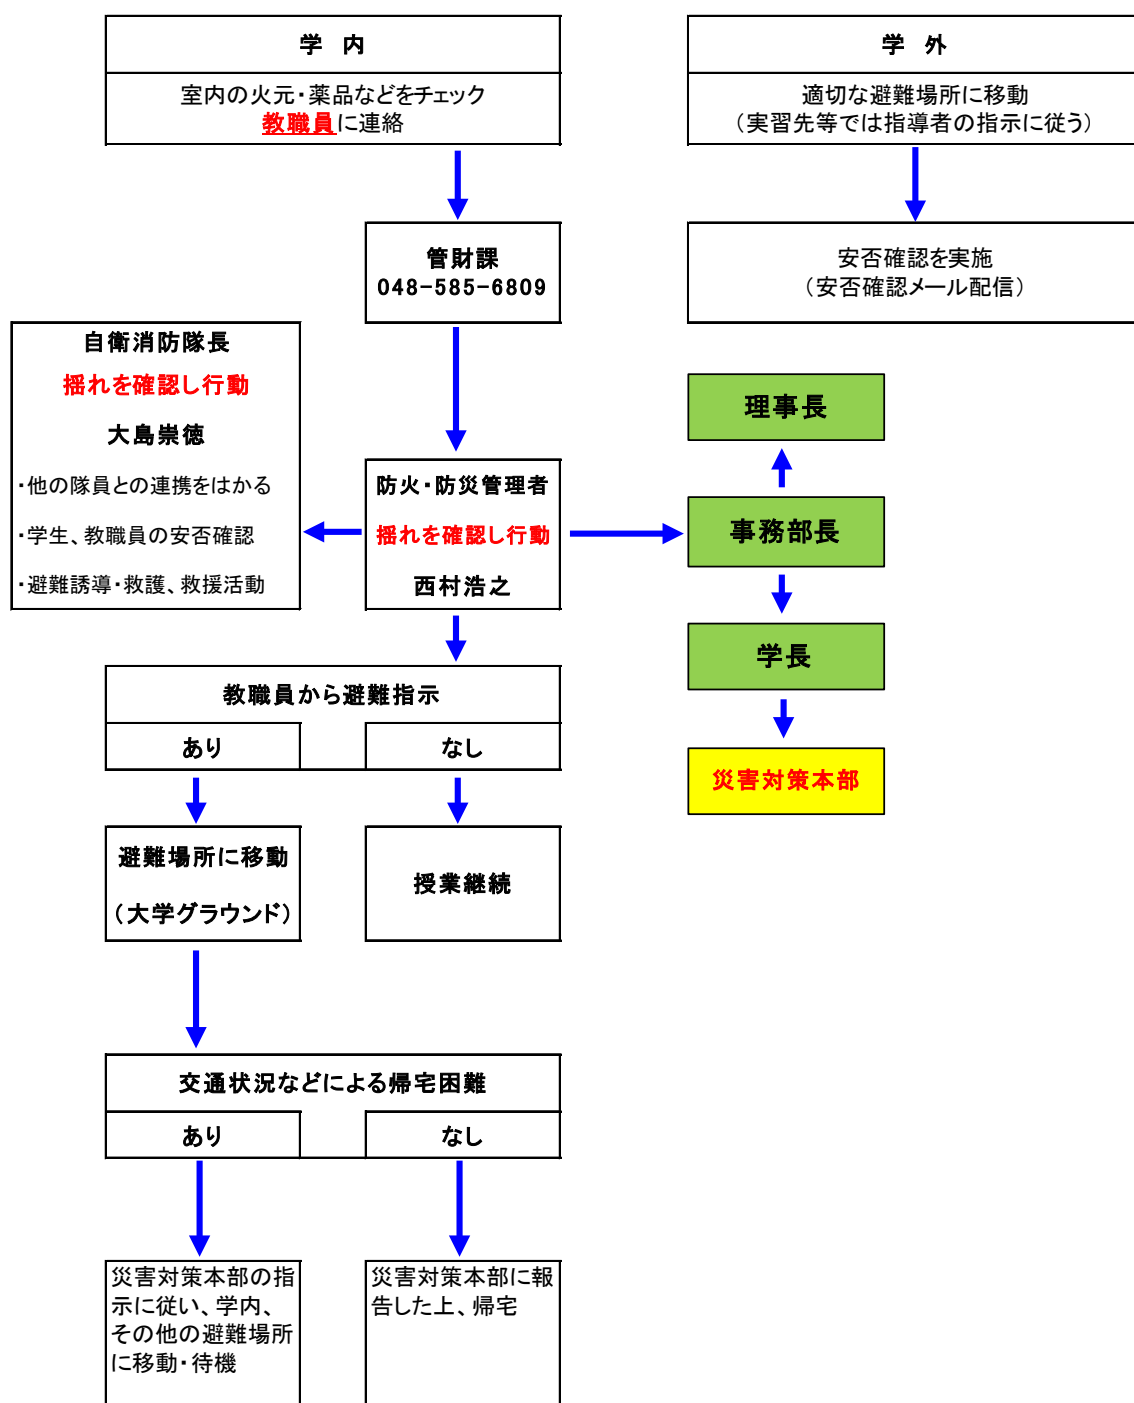 学 内
室内の火元・薬品などをチェック
教職員に連絡
学 外
適切な避難場所に移動
（実習先等では指導者の指示に従う）
管財課
048-585-6809
安否確認を実施
（安否確認メール配信）
自衛消防隊長
揺れを確認し行動
大島崇徳
・他の隊員との連携をはかる
・学生、教職員の安否確認
・避難誘導・救護、救援活動
防火・防災管理者
揺れを確認し行動
西村浩之
理事長
事務部長
学長
災害対策本部
教職員から避難指示
あり
なし
避難場所に移動
（大学グラウンド）
授業継続
交通状況などによる帰宅困難
あり
なし
災害対策本部の指
示に従い、学内、
その他の避難場所
に移動・待機
災害対策本部に報
告した上、帰宅